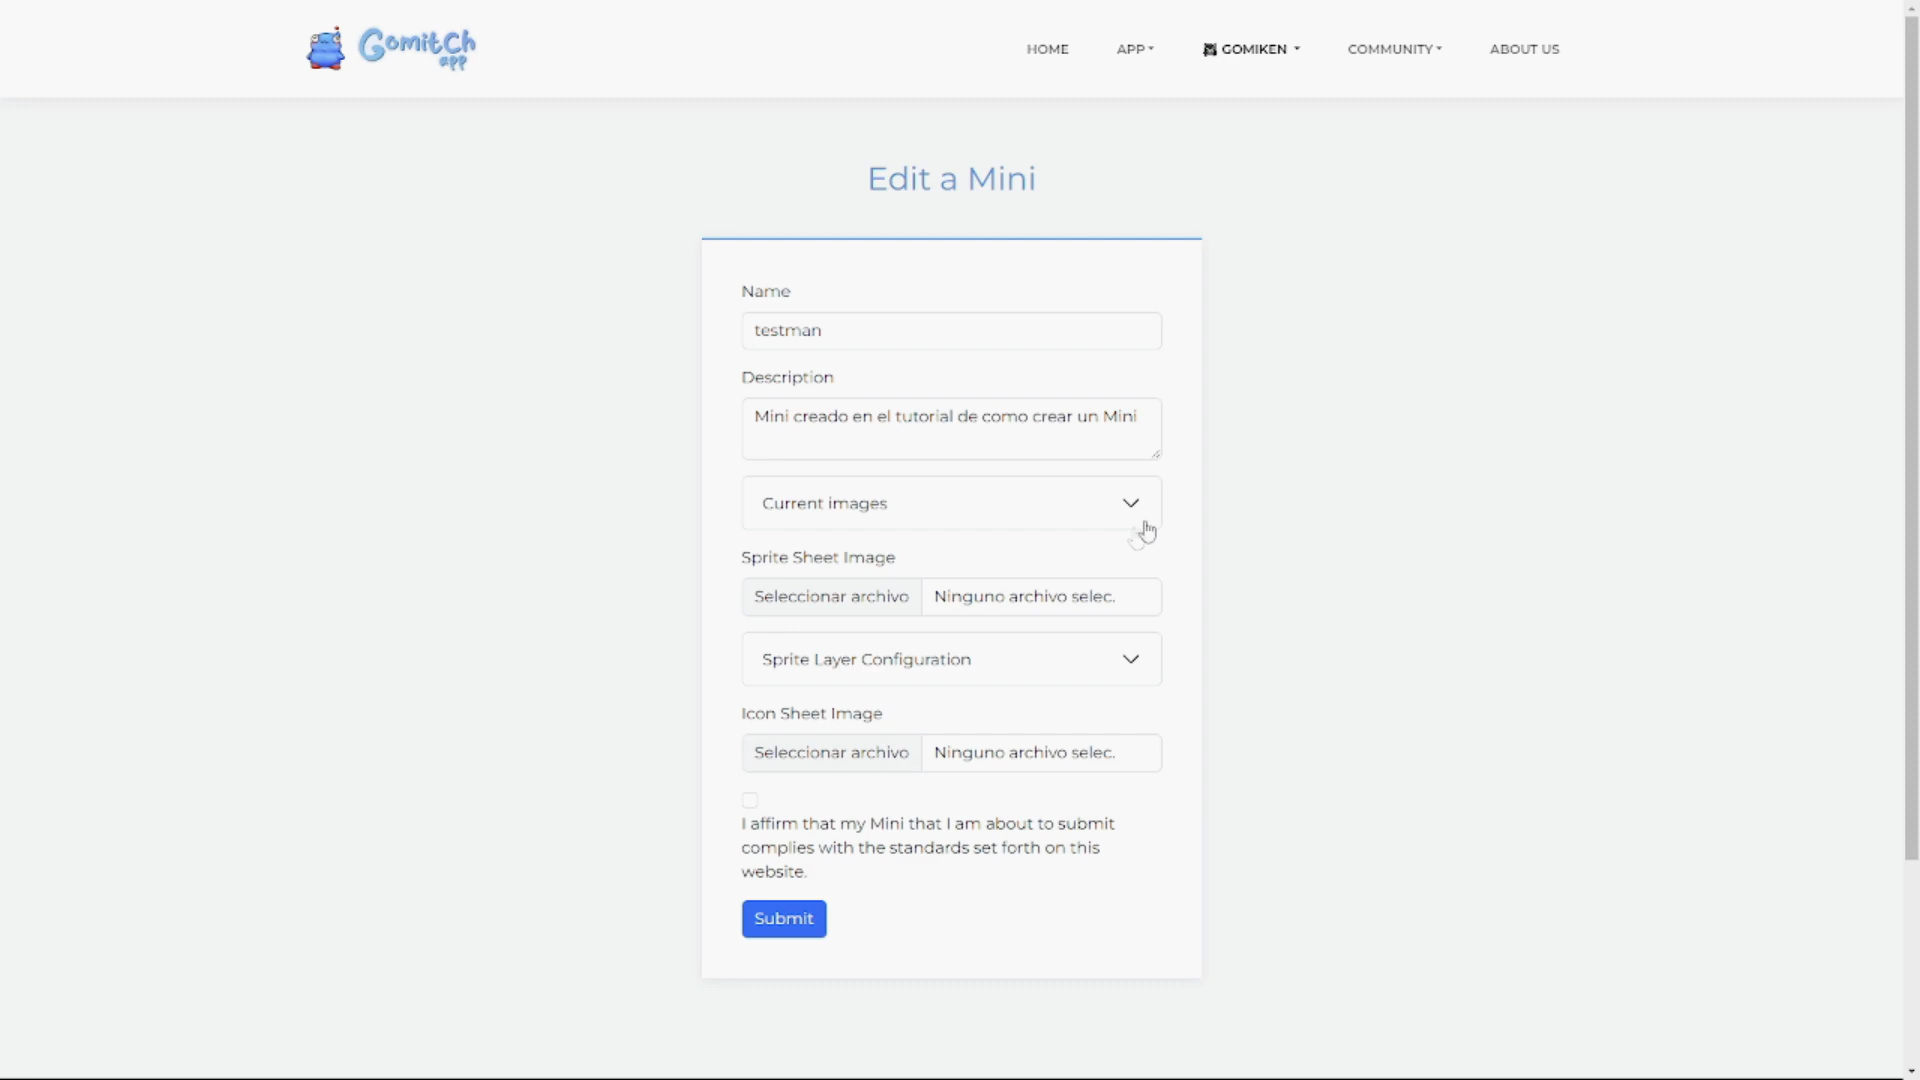 Gomitch
app
HOME
APP
GOMIKEN
COMMUNITY
ABOUT US
Edit a Mini
Name
testman
Description
Mini creado en el tutorial de como crear un Mini
Current images
Sprite Sheet Image
Seleccionar archivo
Ninguno archivo selec.
Sprite Layer Configuration
Icon Sheet Image
Seleccionar archivo
Ninguno archivo selec.
I affirm that my Mini that I am about to submit
complies with the standards set forth on this
website.
Submit